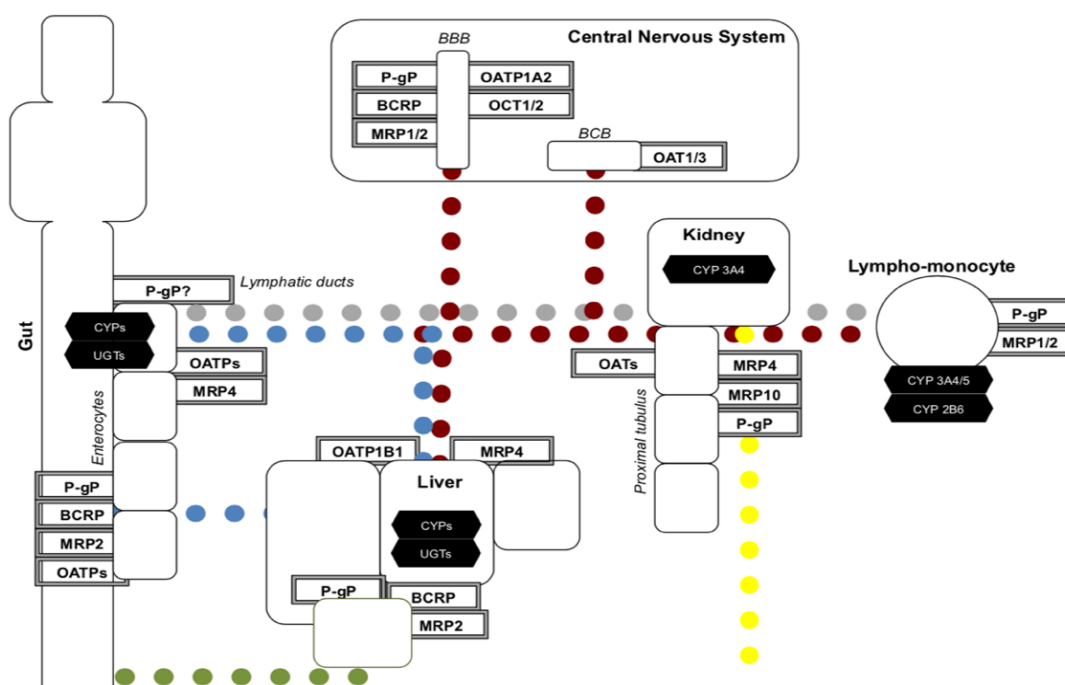 BBB
Central Nervous System
P-gP
OATP1A2
BCRP
OCT1/2
MRP1/2
BCB
OAT1/3
Kidney
CYP 3A4
Lympho-monocyte
P-gP
MRP1/2
CYP 3A4/5
CYP 2B6
Lymphatic ducts
P-gP?
Gut
CYPs
UGTs
OATPs
MRP4
Enterocytes
P-gP
BCRP
MRP2
OATPs
OATs
MRP4
MRP10
P-gP
Proximal tubulus
OATP1B1
MRP4
Liver
CYPs
UGTs
P-gP
BCRP
MRP2